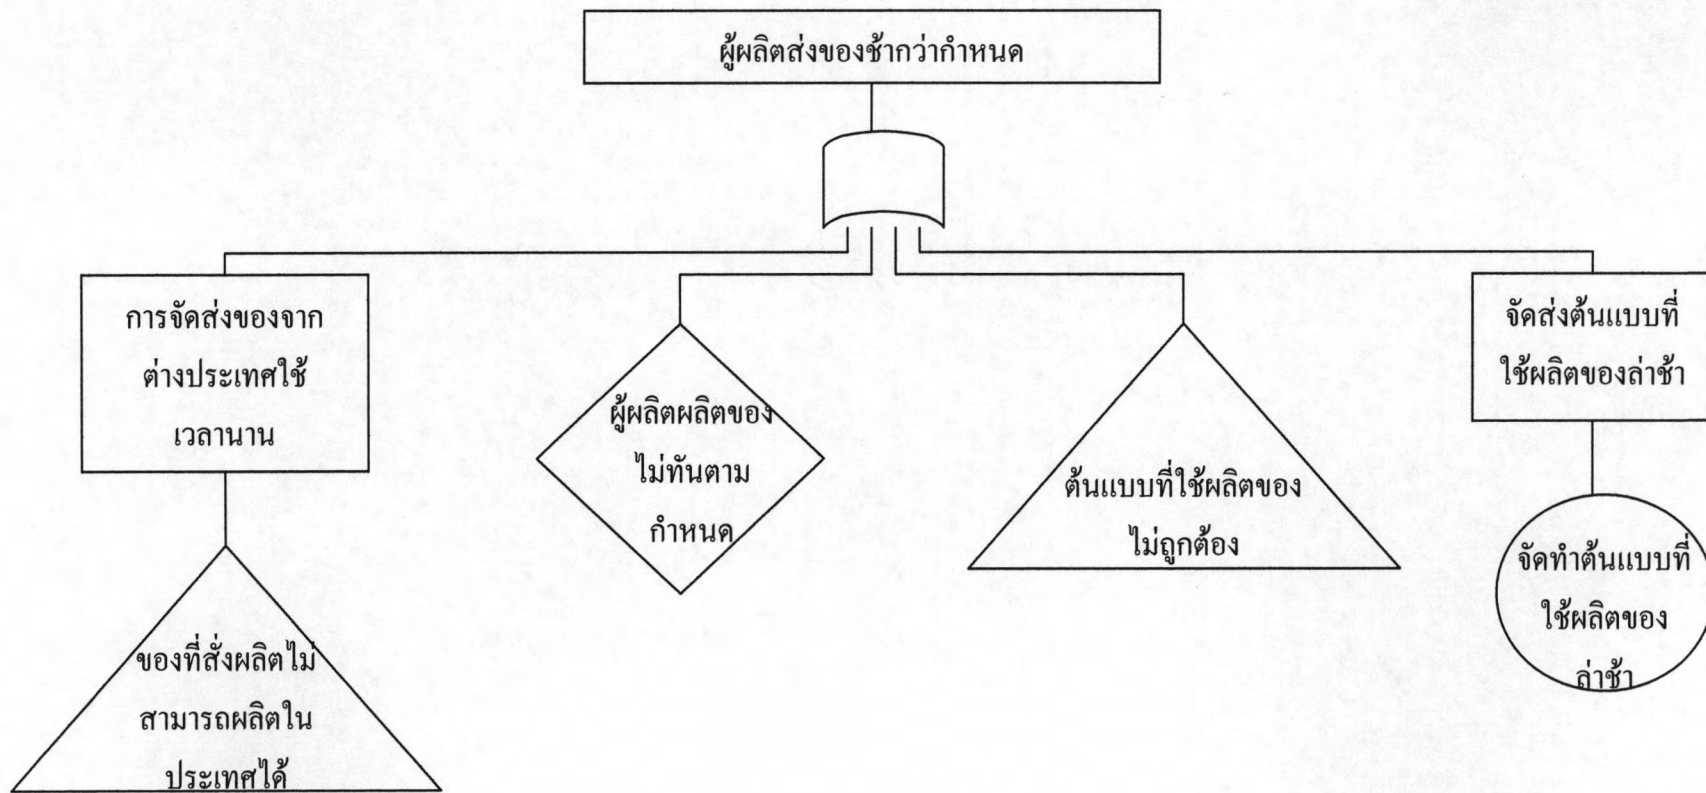 ผู้ผลิตส่งของช้ากว่ากำหนด
การจัดส่งของจาก
ต่างประเทศใช้
เวลานาน
ของที่สั่งผลิตไม่
สามารถผลิตใน
ประเทศได้
ผู้ผลิตผลิตของ
ไม่ทันตาม
กำหนด
ต้นแบบที่ใช้ผลิตของ
ไม่ถูกต้อง
จัดส่งต้นแบบที่
ใช้ผลิตของล่าช้า
จัดทำต้นแบบที่
ใช้ผลิตของ
ล่าช้า